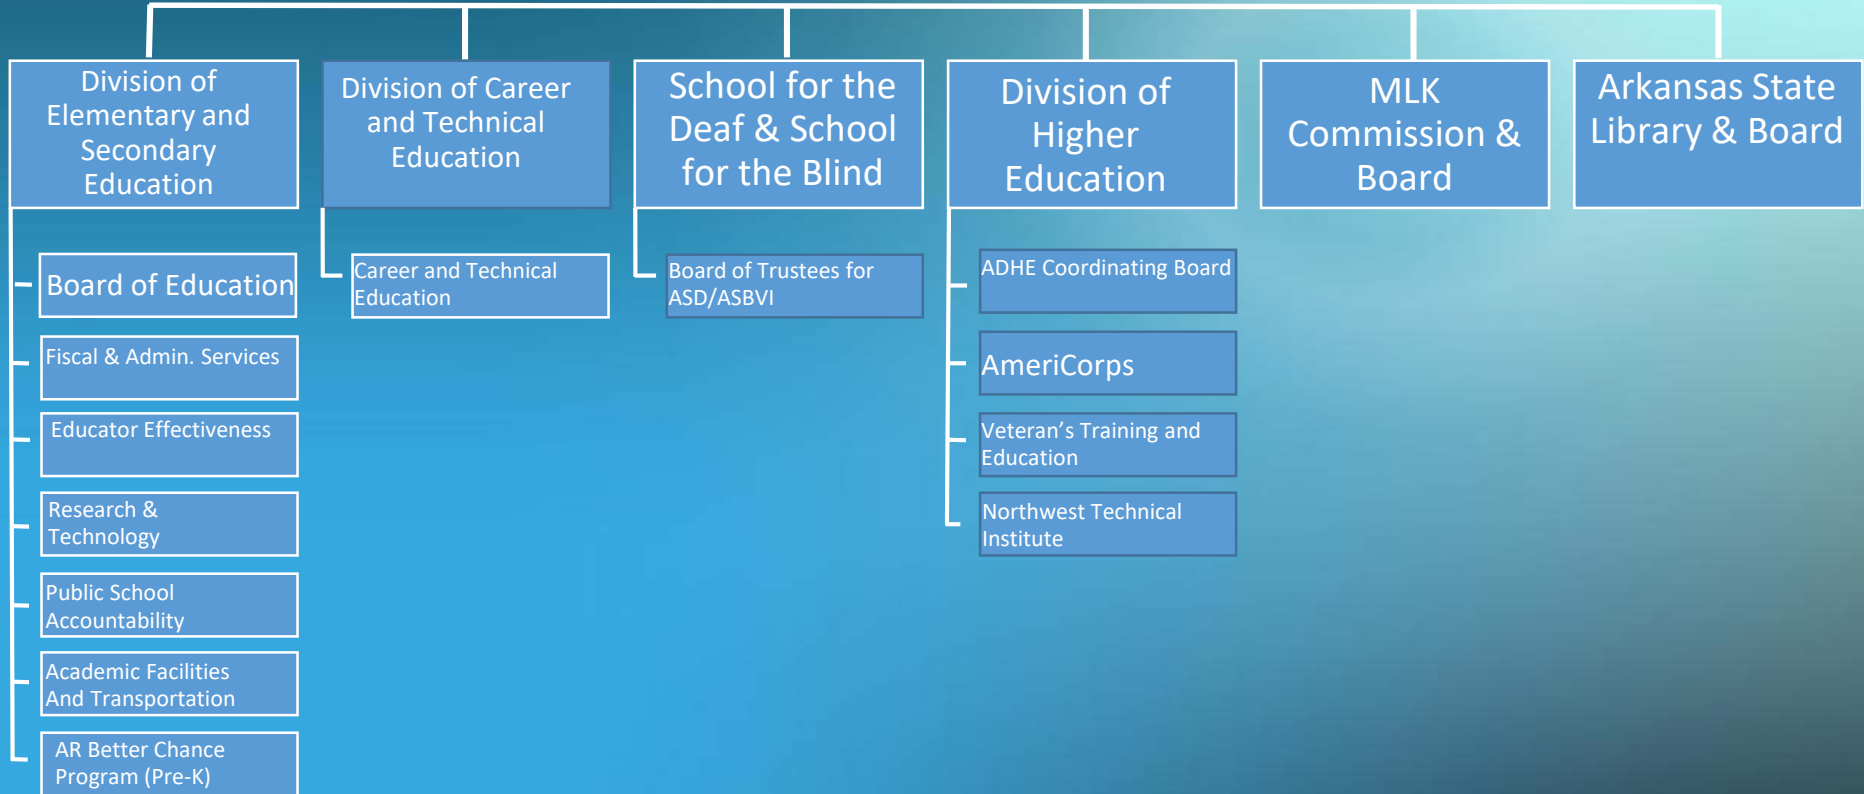 Division of
Elementary and
Secondary
Education
Division of Career
and Technical
Education
School for the
Deaf & School
for the Blind
Division of
Higher
Education
MLK
Commission &
Board
Arkansas State
Library & Board
Board of Education
Fiscal & Admin. Services
Educator Effectiveness
Research &
Technology
Public School
Accountability
Academic Facilities
And Transportation
AR Better Chance
Program (Pre-K)
Career and Technical
Education
Board of Trustees for
ASD/ASBVI
ADHE Coordinating Board
AmeriCorps
Veteran’s Training and
Education
Northwest Technical
Institute